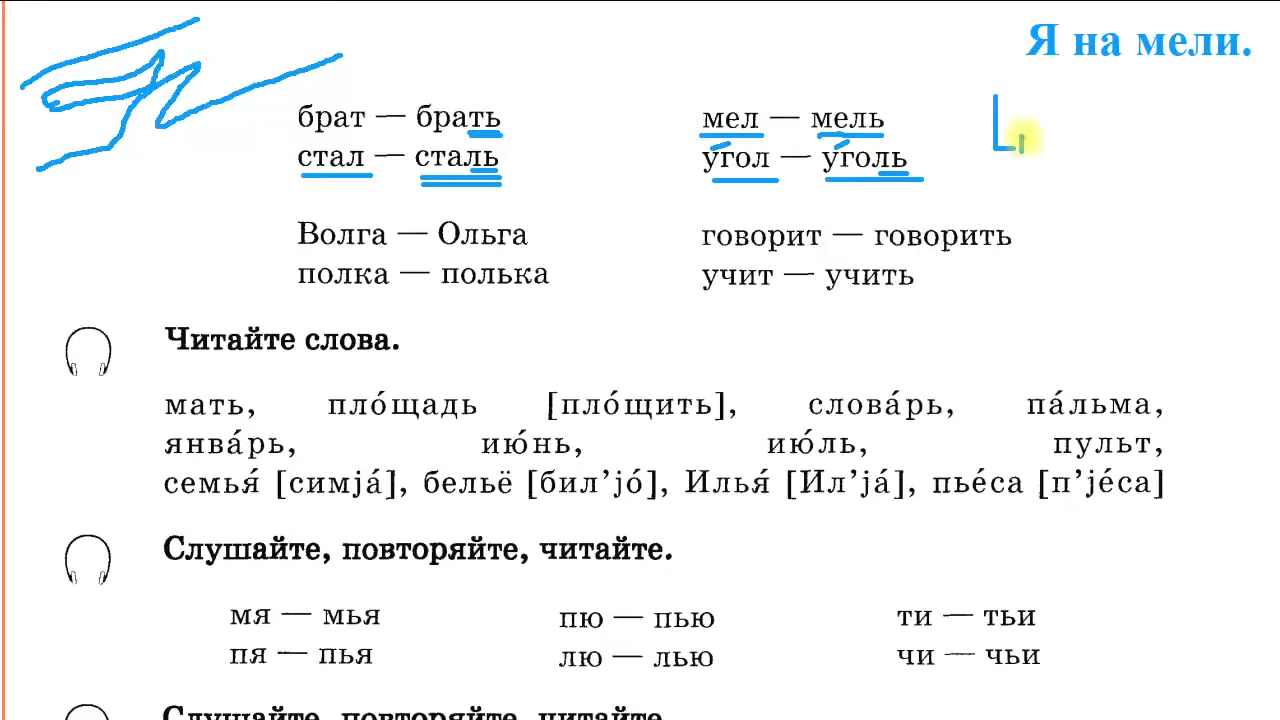 Я на мели.
брат — брать мел — мель
стал — сталь угол — уголь
Волга — Ольга говорит — говорить
полка — полька учит — учить
Читайте слова.
мать, пло́щадь [пло́щить], слова́рь, па́льма,
янва́рь, ию́нь, ию́ль, пульт,
семья́ [симjа́], бельё [бил’jо́], Илья́ [Ил’jа́], пье́са [п’jе́са]
Слушайте, повторяйте, читайте.
мя — мья пю — пью ти — тьи
пя — пья лю — лью чи — чьи
Слушайте, повторяйте, читайте.